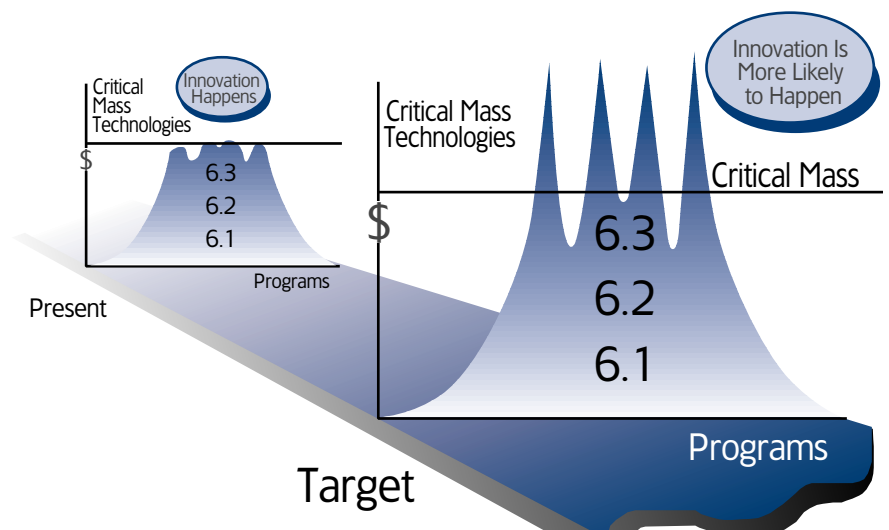 Critical
Mass
Technologies
Innovation
Happens
$
6.3
6.2
6.1
Programs
Present
Critical Mass
Technologies
Innovation Is
More Likely
to Happen
Critical Mass
$
6.3
6.2
6.1
Programs
Target